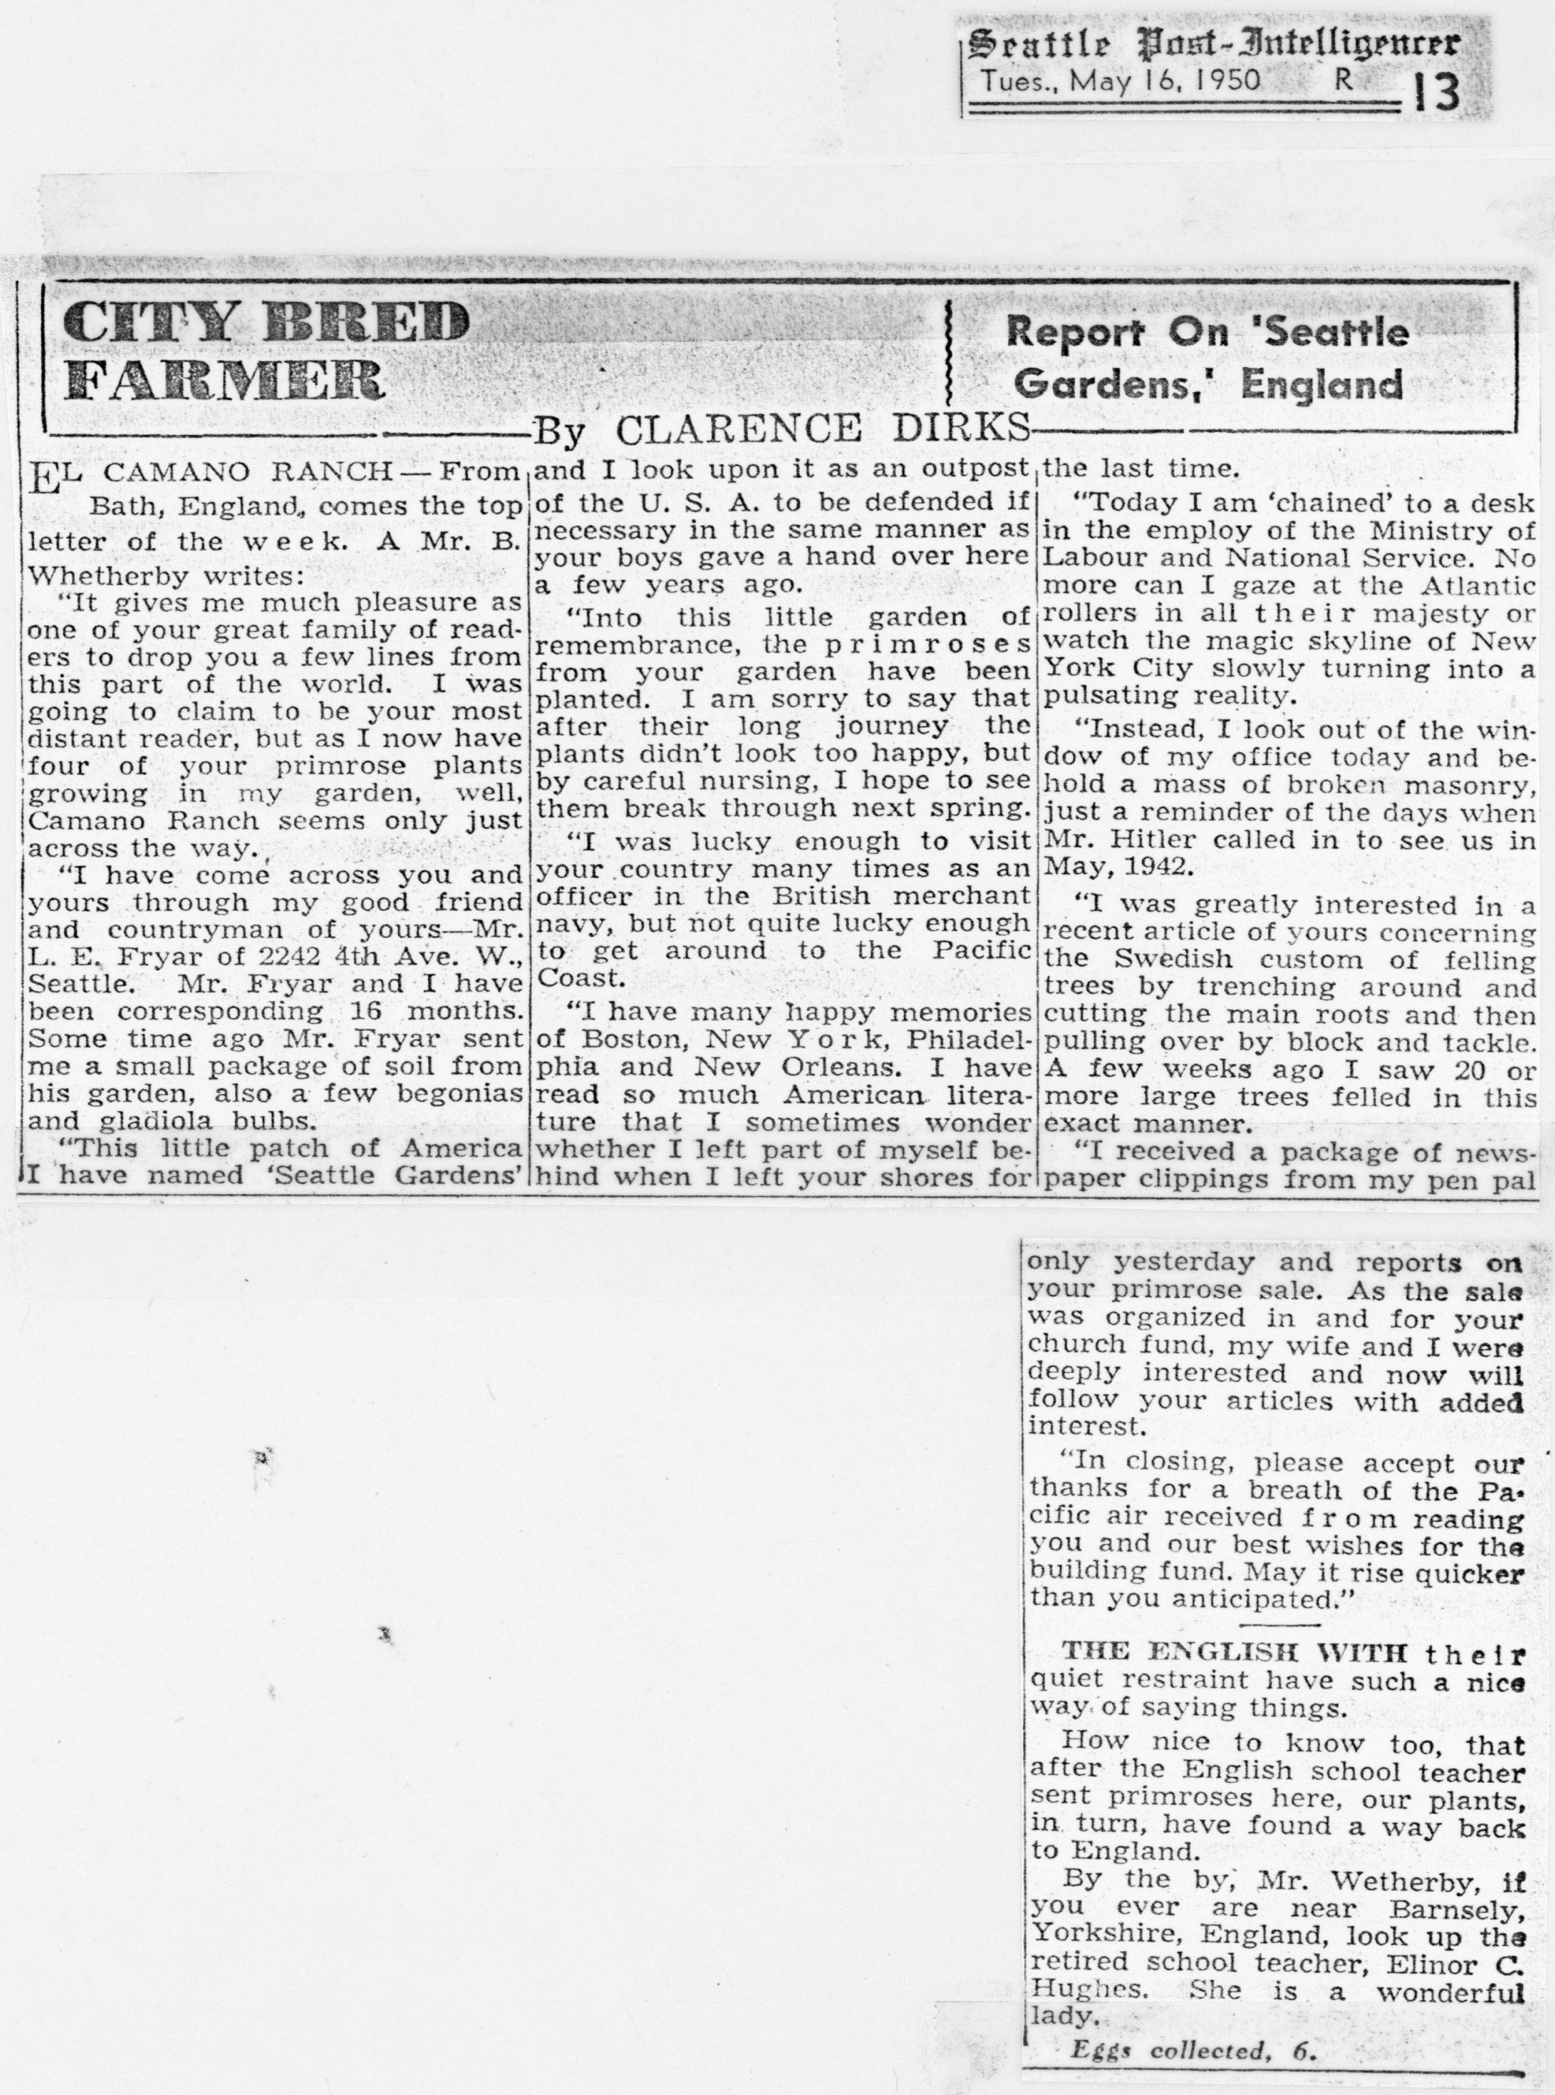 Seattle Post-Intelligencer
Tues., May 16, 1950 R 13
CITY BRED
FARMER
Report On 'Seattle
Gardens,' England
By CLARENCE DIRKS
EL CAMANO RANCH — From
Bath, England, comes the top
letter of the week. A Mr. B.
Whetherby writes:
"It gives me much pleasure as
one of your great family of read-
ers to drop you a few lines from
this part of the world. I was
going to claim to be your most
distant reader, but as I now have
four of your primrose plants
growing in my garden, well,
Camano Ranch seems only just
across the way.
"I have come across you and
yours through my good friend
and countryman of yours—Mr.
L. E. Fryar of 2242 4th Ave. W.,
Seattle. Mr. Fryar and I have
been corresponding 16 months.
Some time ago Mr. Fryar sent
me a small package of soil from
his garden, also a few begonias
and gladiola bulbs.
"This little patch of America
I have named 'Seattle Gardens'
and I look upon it as an outpost
of the U. S. A. to be defended if
necessary in the same manner as
your boys gave a hand over here
a few years ago.
"Into this little garden of
remembrance, the primroses
from your garden have been
planted. I am sorry to say that
after their long journey the
plants didn't look too happy, but
by careful nursing, I hope to see
them break through next spring.
"I was lucky enough to visit
your country many times as an
officer in the British merchant
navy, but not quite lucky enough
to get around to the Pacific
Coast.
"I have many happy memories
of Boston, New York, Philadel-
phia and New Orleans. I have
read so much American litera-
ture that I sometimes wonder
whether I left part of myself be-
hind when I left your shores for
the last time.
"Today I am 'chained' to a desk
in the employ of the Ministry of
Labour and National Service. No
more can I gaze at the Atlantic
rollers in all their majesty or
watch the magic skyline of New
York City slowly turning into a
pulsating reality.
"Instead, I look out of the win-
dow of my office today and be-
hold a mass of broken masonry,
just a reminder of the days when
Mr. Hitler called in to see us in
May, 1942.
"I was greatly interested in a
recent article of yours concerning
the Swedish custom of felling
trees by trenching around and
cutting the main roots and then
pulling over by block and tackle.
A few weeks ago I saw 20 or
more large trees felled in this
exact manner.
"I received a package of news-
paper clippings from my pen pal
only yesterday and reports on
your primrose sale. As the sale
was organized in and for your
church fund, my wife and I were
deeply interested and now will
follow your articles with added
interest.
"In closing, please accept our
thanks for a breath of the Pa-
cific air received from reading
you and our best wishes for the
building fund. May it rise quicker
than you anticipated."
THE ENGLISH WITH their
quiet restraint have such a nice
way of saying things.
How nice to know too, that
after the English school teacher
sent primroses here, our plants,
in turn, have found a way back
to England.
By the by, Mr. Wetherby, if
you ever are near Barnsely,
Yorkshire, England, look up the
retired school teacher, Elinor C.
Hughes. She is a wonderful
lady.
Eggs collected, 6.